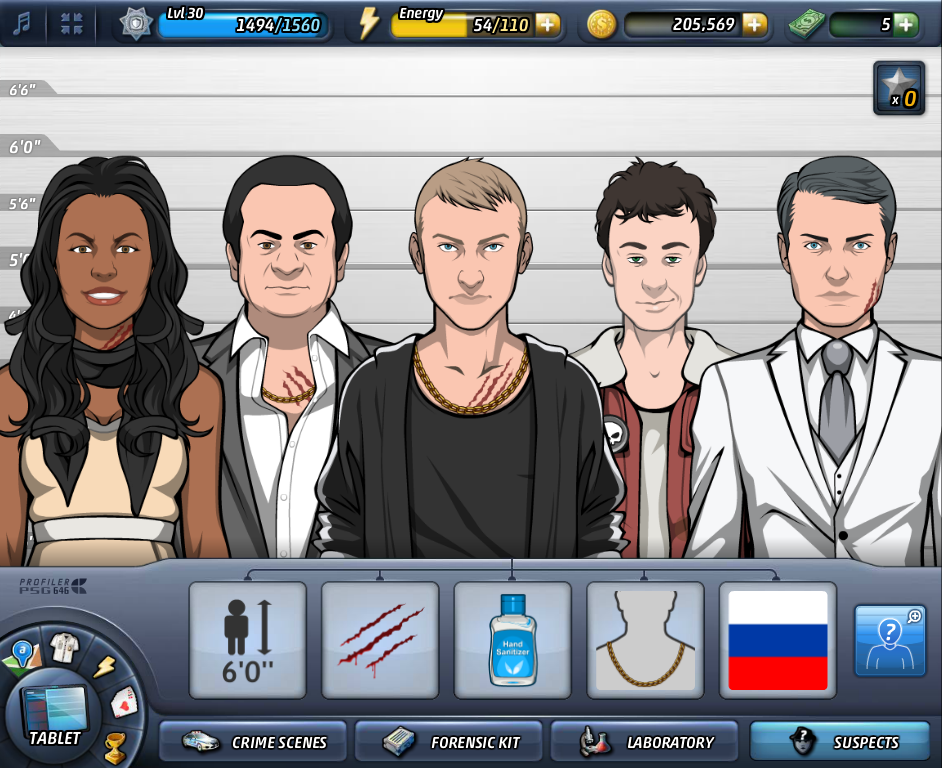 Lvl 30
1494/1560
Energy
54/110
205,569
5
6'6"
x 0
6'0"
5'6"
PROFILER
PSG 646
6'0"
Hand
Sanitizer
?
a
TABLET
CRIME SCENES
FORENSIC KIT
LABORATORY
?
SUSPECTS